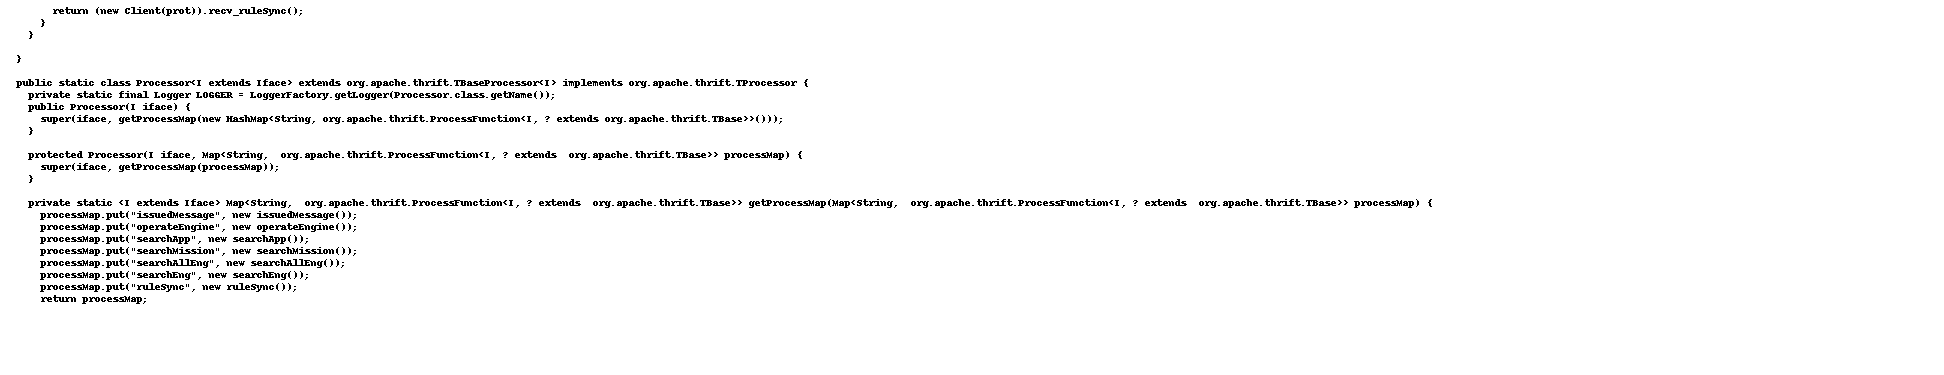 return (new Client(prot)).recv_ruleSync();
}
}
}
public static class Processor<I extends Iface> extends org.apache.thrift.TBaseProcessor<I> implements org.apache.thrift.TProcessor {
private static final Logger LOGGER = LoggerFactory.getLogger(Processor.class.getName());
public Processor(I iface) {
super(iface, getProcessMap(new HashMap<String, org.apache.thrift.ProcessFunction<I, ? extends org.apache.thrift.TBase>>()));
}
protected Processor(I iface, Map<String,  org.apache.thrift.ProcessFunction<I, ? extends  org.apache.thrift.TBase>> processMap) {
super(iface, getProcessMap(processMap));
}
private static <I extends Iface> Map<String,  org.apache.thrift.ProcessFunction<I, ? extends  org.apache.thrift.TBase>> getProcessMap(Map<String,  org.apache.thrift.ProcessFunction<I, ? extends  org.apache.thrift.TBase>> processMap) {
processMap.put("issuedMessage", new issuedMessage());
processMap.put("operateEngine", new operateEngine());
processMap.put("searchApp", new searchApp());
processMap.put("searchMission", new searchMission());
processMap.put("searchAllEng", new searchAllEng());
processMap.put("searchEng", new searchEng());
processMap.put("ruleSync", new ruleSync());
return processMap;